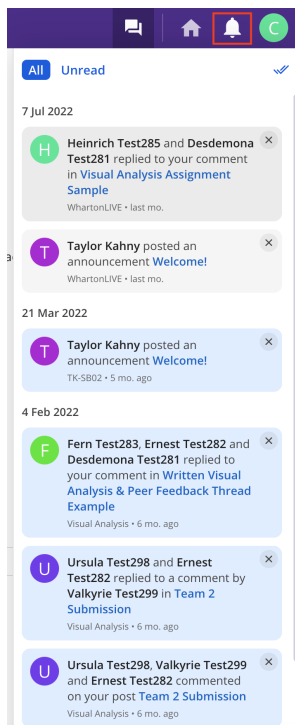 C
All Unread
7 Jul 2022
H
Heinrich Test285 and Desdemona
Test281 replied to your comment
in Visual Analysis Assignment
Sample
WhartonLIVE • last mo.
T
Taylor Kahny posted an
announcement Welcome!
WhartonLIVE • last mo.
21 Mar 2022
T
Taylor Kahny posted an
announcement Welcome!
TK-SB02 • 5 mo. ago
4 Feb 2022
F
Fern Test283, Ernest Test282 and
Desdemona Test281 replied to
your comment in Written Visual
Analysis & Peer Feedback Thread
Example
Visual Analysis • 6 mo. ago
U
Ursula Test298 and Ernest
Test282 replied to a comment by
Valkyrie Test299 in Team 2
Submission
Visual Analysis • 6 mo. ago
U
Ursula Test298, Valkyrie Test299
and Ernest Test282 commented
on your post Team 2 Submission
Visual Analysis • 6 mo. ago